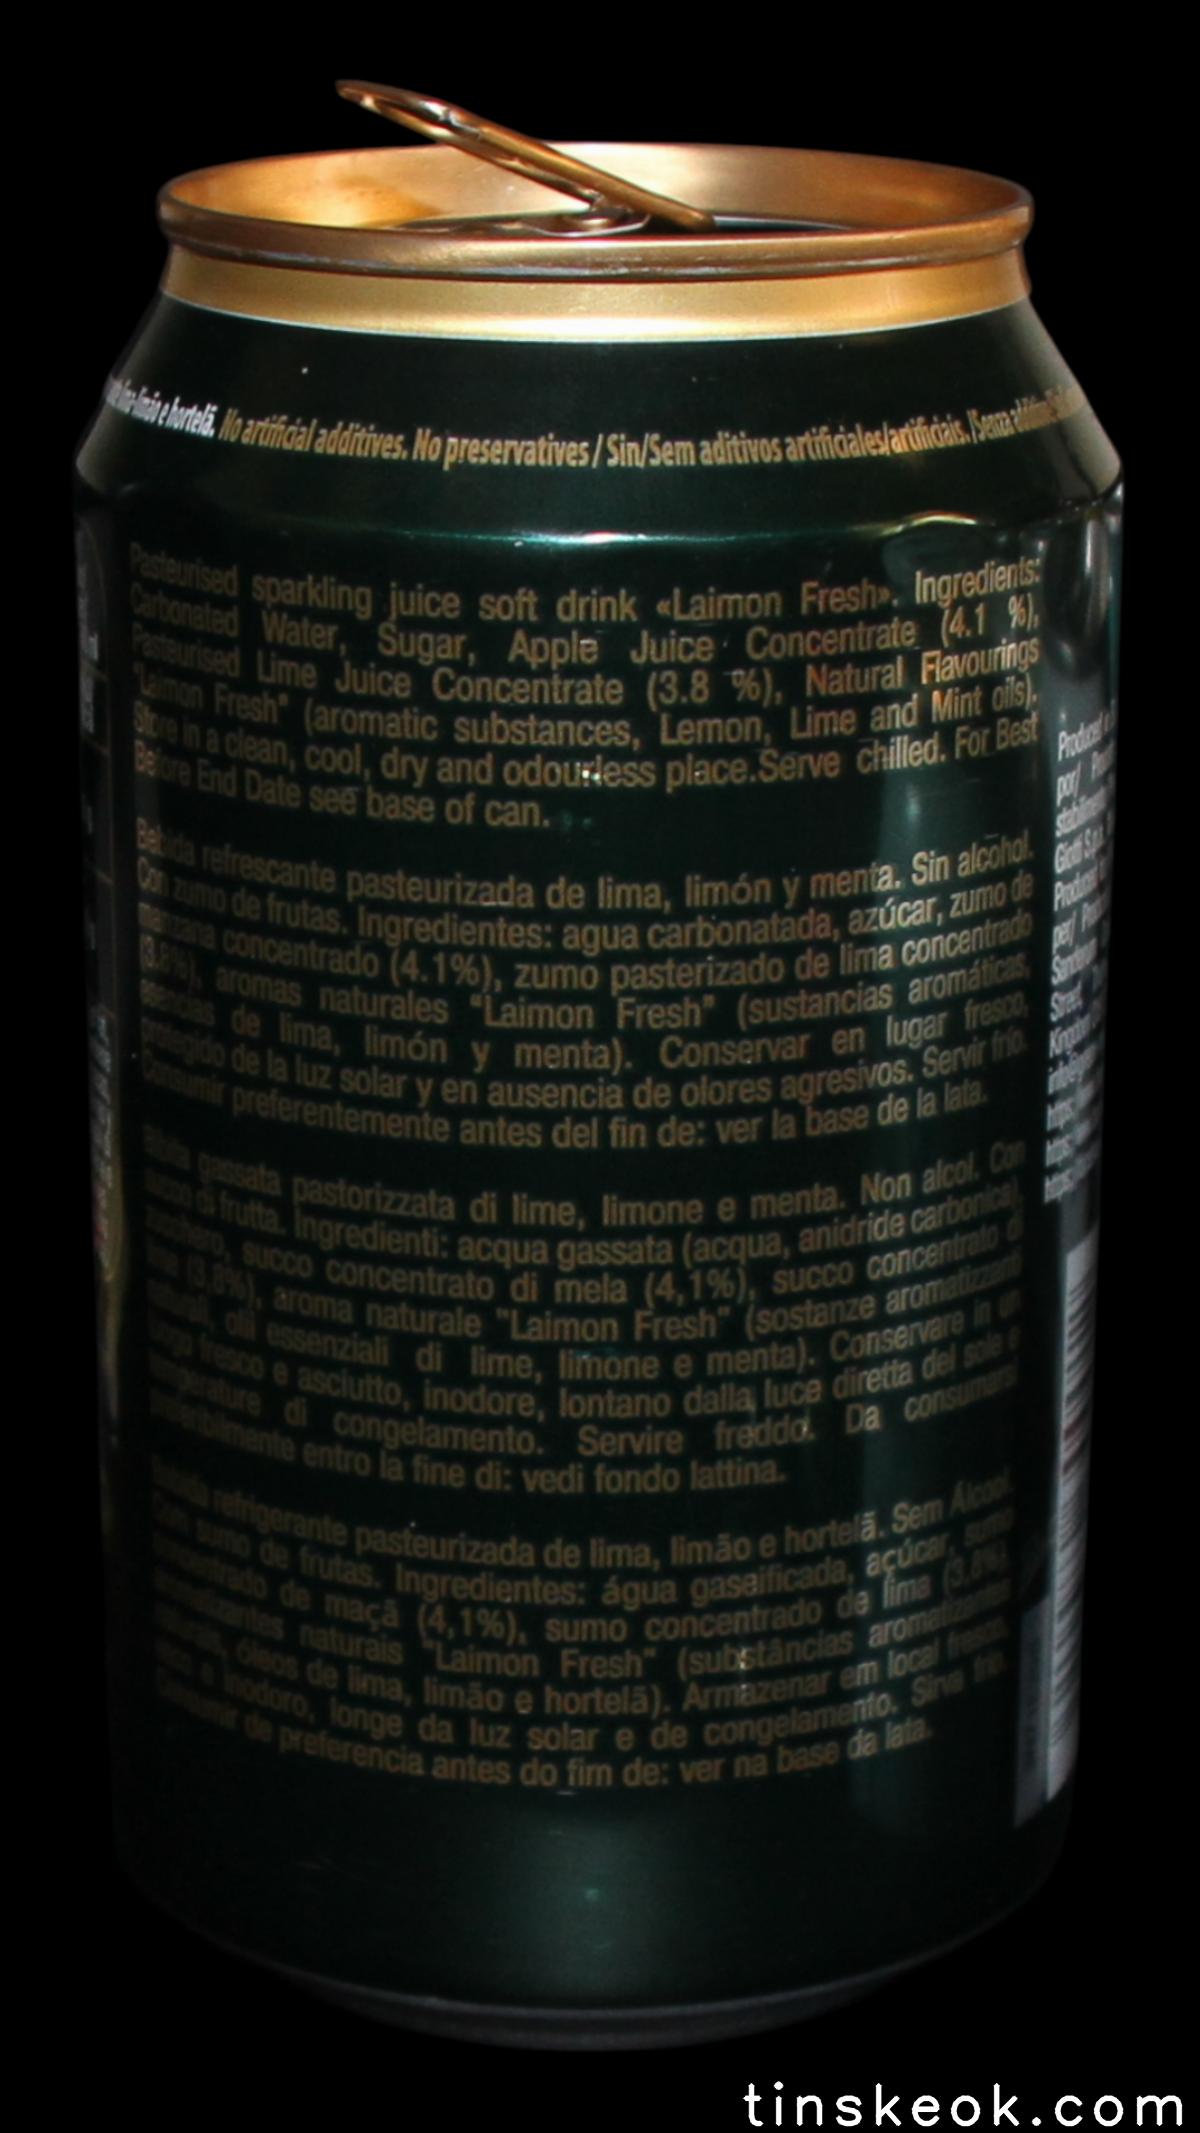 lima-limão e hortelã. No artificial additives. No preservatives / Sin/Sem aditivos artificiales/artificiais. /Senza
Pasteurised sparkling juice soft drink «Laimon Fresh». Ingredients:
Carbonated Water, Sugar, Apple Juice Concentrate (4.1 %),
Pasteurised Lime Juice Concentrate (3.8 %), Natural Flavourings
"Laimon Fresh" (aromatic substances, Lemon, Lime and Mint oils).
Store in a clean, cool, dry and odourless place.Serve chilled. For Best
Before End Date see base of can.
Bebida refrescante pasteurizada de lima, limón y menta. Sin alcohol.
Con zumo de frutas. Ingredientes: agua carbonatada, azúcar, zumo de
manzana concentrado (4.1%), zumo pasterizado de lima concentrado
(3.8%), aromas naturales "Laimon Fresh" (sustancias aromáticas,
esencias de lima, limón y menta). Conservar en lugar fresco,
protegido de la luz solar y en ausencia de olores agresivos. Servir frío.
Consumir preferentemente antes del fin de: ver la base de la lata.
Bibita gassata pastorizzata di lime, limone e menta. Non alcol. Con
succo di frutta. Ingredienti: acqua gassata (acqua, anidride carbonica),
zucchero, succo concentrato di mela (4,1%), succo concentrato di
lime (3,8%), aroma naturale "Laimon Fresh" (sostanze aromatizzanti
naturali, olii essenziali di lime, limone e menta). Conservare in un
luogo fresco e asciutto, inodore, lontano dalla luce diretta del sole e
temperature di congelamento. Servire freddo. Da consumarsi
preferibilmente entro la fine di: vedi fondo lattina.
Bebida refrigerante pasteurizada de lima, limão e hortelã. Sem Álcool.
Com sumo de frutas. Ingredientes: água gaseificada, açúcar, sumo
concentrado de maçã (4,1%), sumo concentrado de lima (3,8%),
aromatizantes naturais "Laimon Fresh" (substâncias aromatizantes
naturais, óleos de lima, limão e hortelã). Armazenar em local fresco,
seco e inodoro, longe da luz solar e de congelamento. Sirva frio.
Consumir de preferencia antes do fim de: ver na base da lata.
Produced
por/
Giotti S.p.A.
Produced
per/
Street,
Kingdom
tinskeok.com